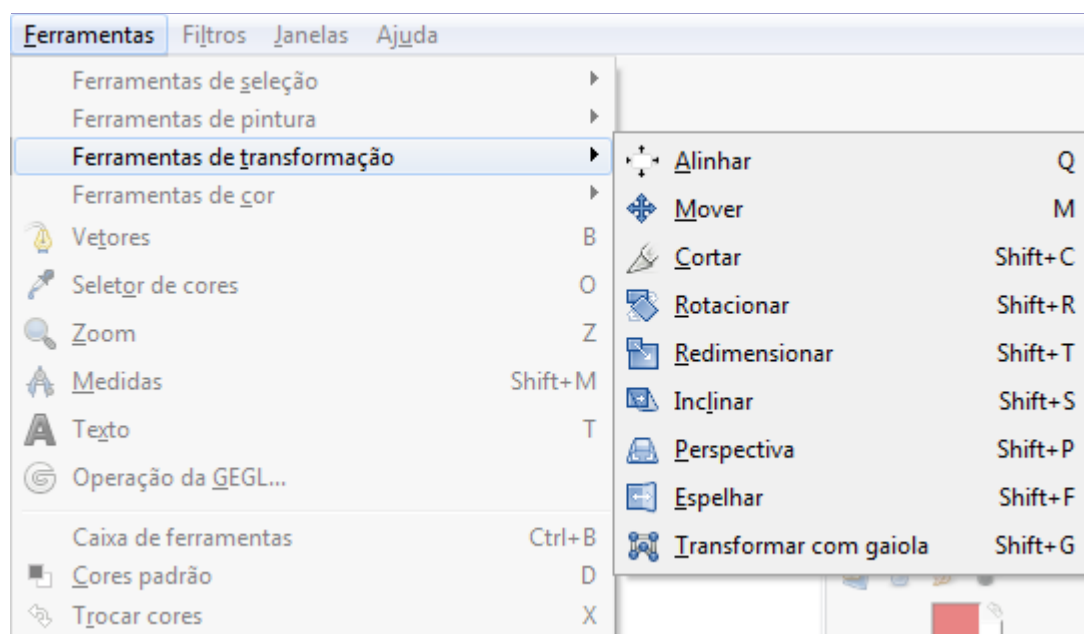 Ferramentas Filtros Janelas Ajuda
Ferramentas de seleção
Ferramentas de pintura
Ferramentas de transformação
Ferramentas de cor
Vetores B
Seletor de cores O
Zoom Z
Medidas Shift+M
Texto T
Operação da GEGL...
Caixa de ferramentas Ctrl+B
Cores padrão D
Trocar cores X
Alinhar Q
Mover M
Cortar Shift+C
Rotacionar Shift+R
Redimensionar Shift+T
Inclinar Shift+S
Perspectiva Shift+P
Espelhar Shift+F
Transformar com gaiola Shift+G